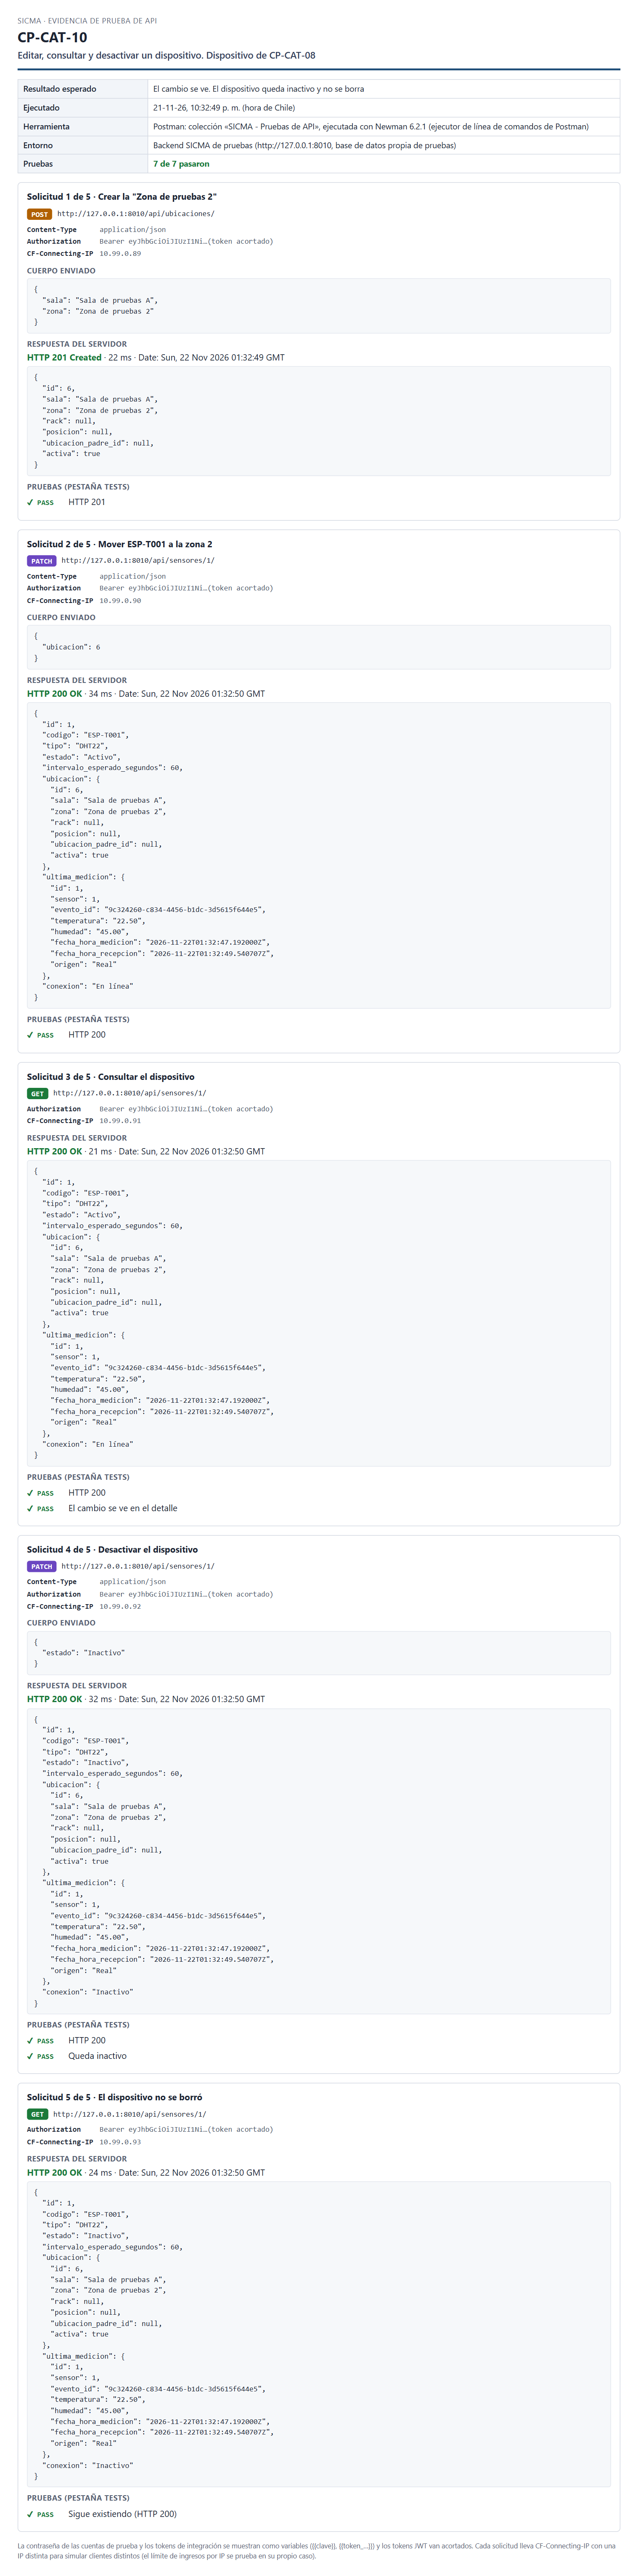 SICMA · EVIDENCIA DE PRUEBA DE API
CP-CAT-10
Editar, consultar y desactivar un dispositivo. Dispositivo de CP-CAT-08
Resultado esperado El cambio se ve. El dispositivo queda inactivo y no se borra
Ejecutado 21-11-26, 10:32:49 p. m. (hora de Chile)
Herramienta Postman: colección «SICMA - Pruebas de API», ejecutada con Newman 6.2.1 (ejecutor de línea de comandos de Postman)
Entorno Backend SICMA de pruebas (http://127.0.0.1:8010, base de datos propia de pruebas)
Pruebas 7 de 7 pasaron
Solicitud 1 de 5 · Crear la "Zona de pruebas 2"
POST http://127.0.0.1:8010/api/ubicaciones/
Content-Type application/json
Authorization Bearer eyJhbGciOiJIUzI1Ni…(token acortado)
CF-Connecting-IP 10.99.0.89
CUERPO ENVIADO
{
"sala": "Sala de pruebas A",
"zona": "Zona de pruebas 2"
}
RESPUESTA DEL SERVIDOR
HTTP 201 Created · 22 ms · Date: Sun, 22 Nov 2026 01:32:49 GMT
{
"id": 6,
"sala": "Sala de pruebas A",
"zona": "Zona de pruebas 2",
"rack": null,
"posicion": null,
"ubicacion_padre_id": null,
"activa": true
}
PRUEBAS (PESTAÑA TESTS)
✓ PASS HTTP 201
Solicitud 2 de 5 · Mover ESP-T001 a la zona 2
PATCH http://127.0.0.1:8010/api/sensores/1/
Content-Type application/json
Authorization Bearer eyJhbGciOiJIUzI1Ni…(token acortado)
CF-Connecting-IP 10.99.0.90
CUERPO ENVIADO
{
"ubicacion": 6
}
RESPUESTA DEL SERVIDOR
HTTP 200 OK · 34 ms · Date: Sun, 22 Nov 2026 01:32:50 GMT
{
"id": 1,
"codigo": "ESP-T001",
"tipo": "DHT22",
"estado": "Activo",
"intervalo_esperado_segundos": 60,
"ubicacion": {
"id": 6,
"sala": "Sala de pruebas A",
"zona": "Zona de pruebas 2",
"rack": null,
"posicion": null,
"ubicacion_padre_id": null,
"activa": true
},
"ultima_medicion": {
"id": 1,
"sensor": 1,
"evento_id": "9c324260-c834-4456-b1dc-3d5615f644e5",
"temperatura": "22.50",
"humedad": "45.00",
"fecha_hora_medicion": "2026-11-22T01:32:47.192000Z",
"fecha_hora_recepcion": "2026-11-22T01:32:49.540707Z",
"origen": "Real"
},
"conexion": "En línea"
}
PRUEBAS (PESTAÑA TESTS)
✓ PASS HTTP 200
Solicitud 3 de 5 · Consultar el dispositivo
GET http://127.0.0.1:8010/api/sensores/1/
Authorization Bearer eyJhbGciOiJIUzI1Ni…(token acortado)
CF-Connecting-IP 10.99.0.91
RESPUESTA DEL SERVIDOR
HTTP 200 OK · 21 ms · Date: Sun, 22 Nov 2026 01:32:50 GMT
{
"id": 1,
"codigo": "ESP-T001",
"tipo": "DHT22",
"estado": "Activo",
"intervalo_esperado_segundos": 60,
"ubicacion": {
"id": 6,
"sala": "Sala de pruebas A",
"zona": "Zona de pruebas 2",
"rack": null,
"posicion": null,
"ubicacion_padre_id": null,
"activa": true
},
"ultima_medicion": {
"id": 1,
"sensor": 1,
"evento_id": "9c324260-c834-4456-b1dc-3d5615f644e5",
"temperatura": "22.50",
"humedad": "45.00",
"fecha_hora_medicion": "2026-11-22T01:32:47.192000Z",
"fecha_hora_recepcion": "2026-11-22T01:32:49.540707Z",
"origen": "Real"
},
"conexion": "En línea"
}
PRUEBAS (PESTAÑA TESTS)
✓ PASS HTTP 200
✓ PASS El cambio se ve en el detalle
Solicitud 4 de 5 · Desactivar el dispositivo
PATCH http://127.0.0.1:8010/api/sensores/1/
Content-Type application/json
Authorization Bearer eyJhbGciOiJIUzI1Ni…(token acortado)
CF-Connecting-IP 10.99.0.92
CUERPO ENVIADO
{
"estado": "Inactivo"
}
RESPUESTA DEL SERVIDOR
HTTP 200 OK · 32 ms · Date: Sun, 22 Nov 2026 01:32:50 GMT
{
"id": 1,
"codigo": "ESP-T001",
"tipo": "DHT22",
"estado": "Inactivo",
"intervalo_esperado_segundos": 60,
"ubicacion": {
"id": 6,
"sala": "Sala de pruebas A",
"zona": "Zona de pruebas 2",
"rack": null,
"posicion": null,
"ubicacion_padre_id": null,
"activa": true
},
"ultima_medicion": {
"id": 1,
"sensor": 1,
"evento_id": "9c324260-c834-4456-b1dc-3d5615f644e5",
"temperatura": "22.50",
"humedad": "45.00",
"fecha_hora_medicion": "2026-11-22T01:32:47.192000Z",
"fecha_hora_recepcion": "2026-11-22T01:32:49.540707Z",
"origen": "Real"
},
"conexion": "Inactivo"
}
PRUEBAS (PESTAÑA TESTS)
✓ PASS HTTP 200
✓ PASS Queda inactivo
Solicitud 5 de 5 · El dispositivo no se borró
GET http://127.0.0.1:8010/api/sensores/1/
Authorization Bearer eyJhbGciOiJIUzI1Ni…(token acortado)
CF-Connecting-IP 10.99.0.93
RESPUESTA DEL SERVIDOR
HTTP 200 OK · 24 ms · Date: Sun, 22 Nov 2026 01:32:50 GMT
{
"id": 1,
"codigo": "ESP-T001",
"tipo": "DHT22",
"estado": "Inactivo",
"intervalo_esperado_segundos": 60,
"ubicacion": {
"id": 6,
"sala": "Sala de pruebas A",
"zona": "Zona de pruebas 2",
"rack": null,
"posicion": null,
"ubicacion_padre_id": null,
"activa": true
},
"ultima_medicion": {
"id": 1,
"sensor": 1,
"evento_id": "9c324260-c834-4456-b1dc-3d5615f644e5",
"temperatura": "22.50",
"humedad": "45.00",
"fecha_hora_medicion": "2026-11-22T01:32:47.192000Z",
"fecha_hora_recepcion": "2026-11-22T01:32:49.540707Z",
"origen": "Real"
},
"conexion": "Inactivo"
}
PRUEBAS (PESTAÑA TESTS)
✓ PASS Sigue existiendo (HTTP 200)
La contraseña de las cuentas de prueba y los tokens de integración se muestran como variables ({{clave}}, {{token_…}}) y los tokens JWT van acortados. Cada solicitud lleva CF-Connecting-IP con una
IP distinta para simular clientes distintos (el límite de ingresos por IP se prueba en su propio caso).